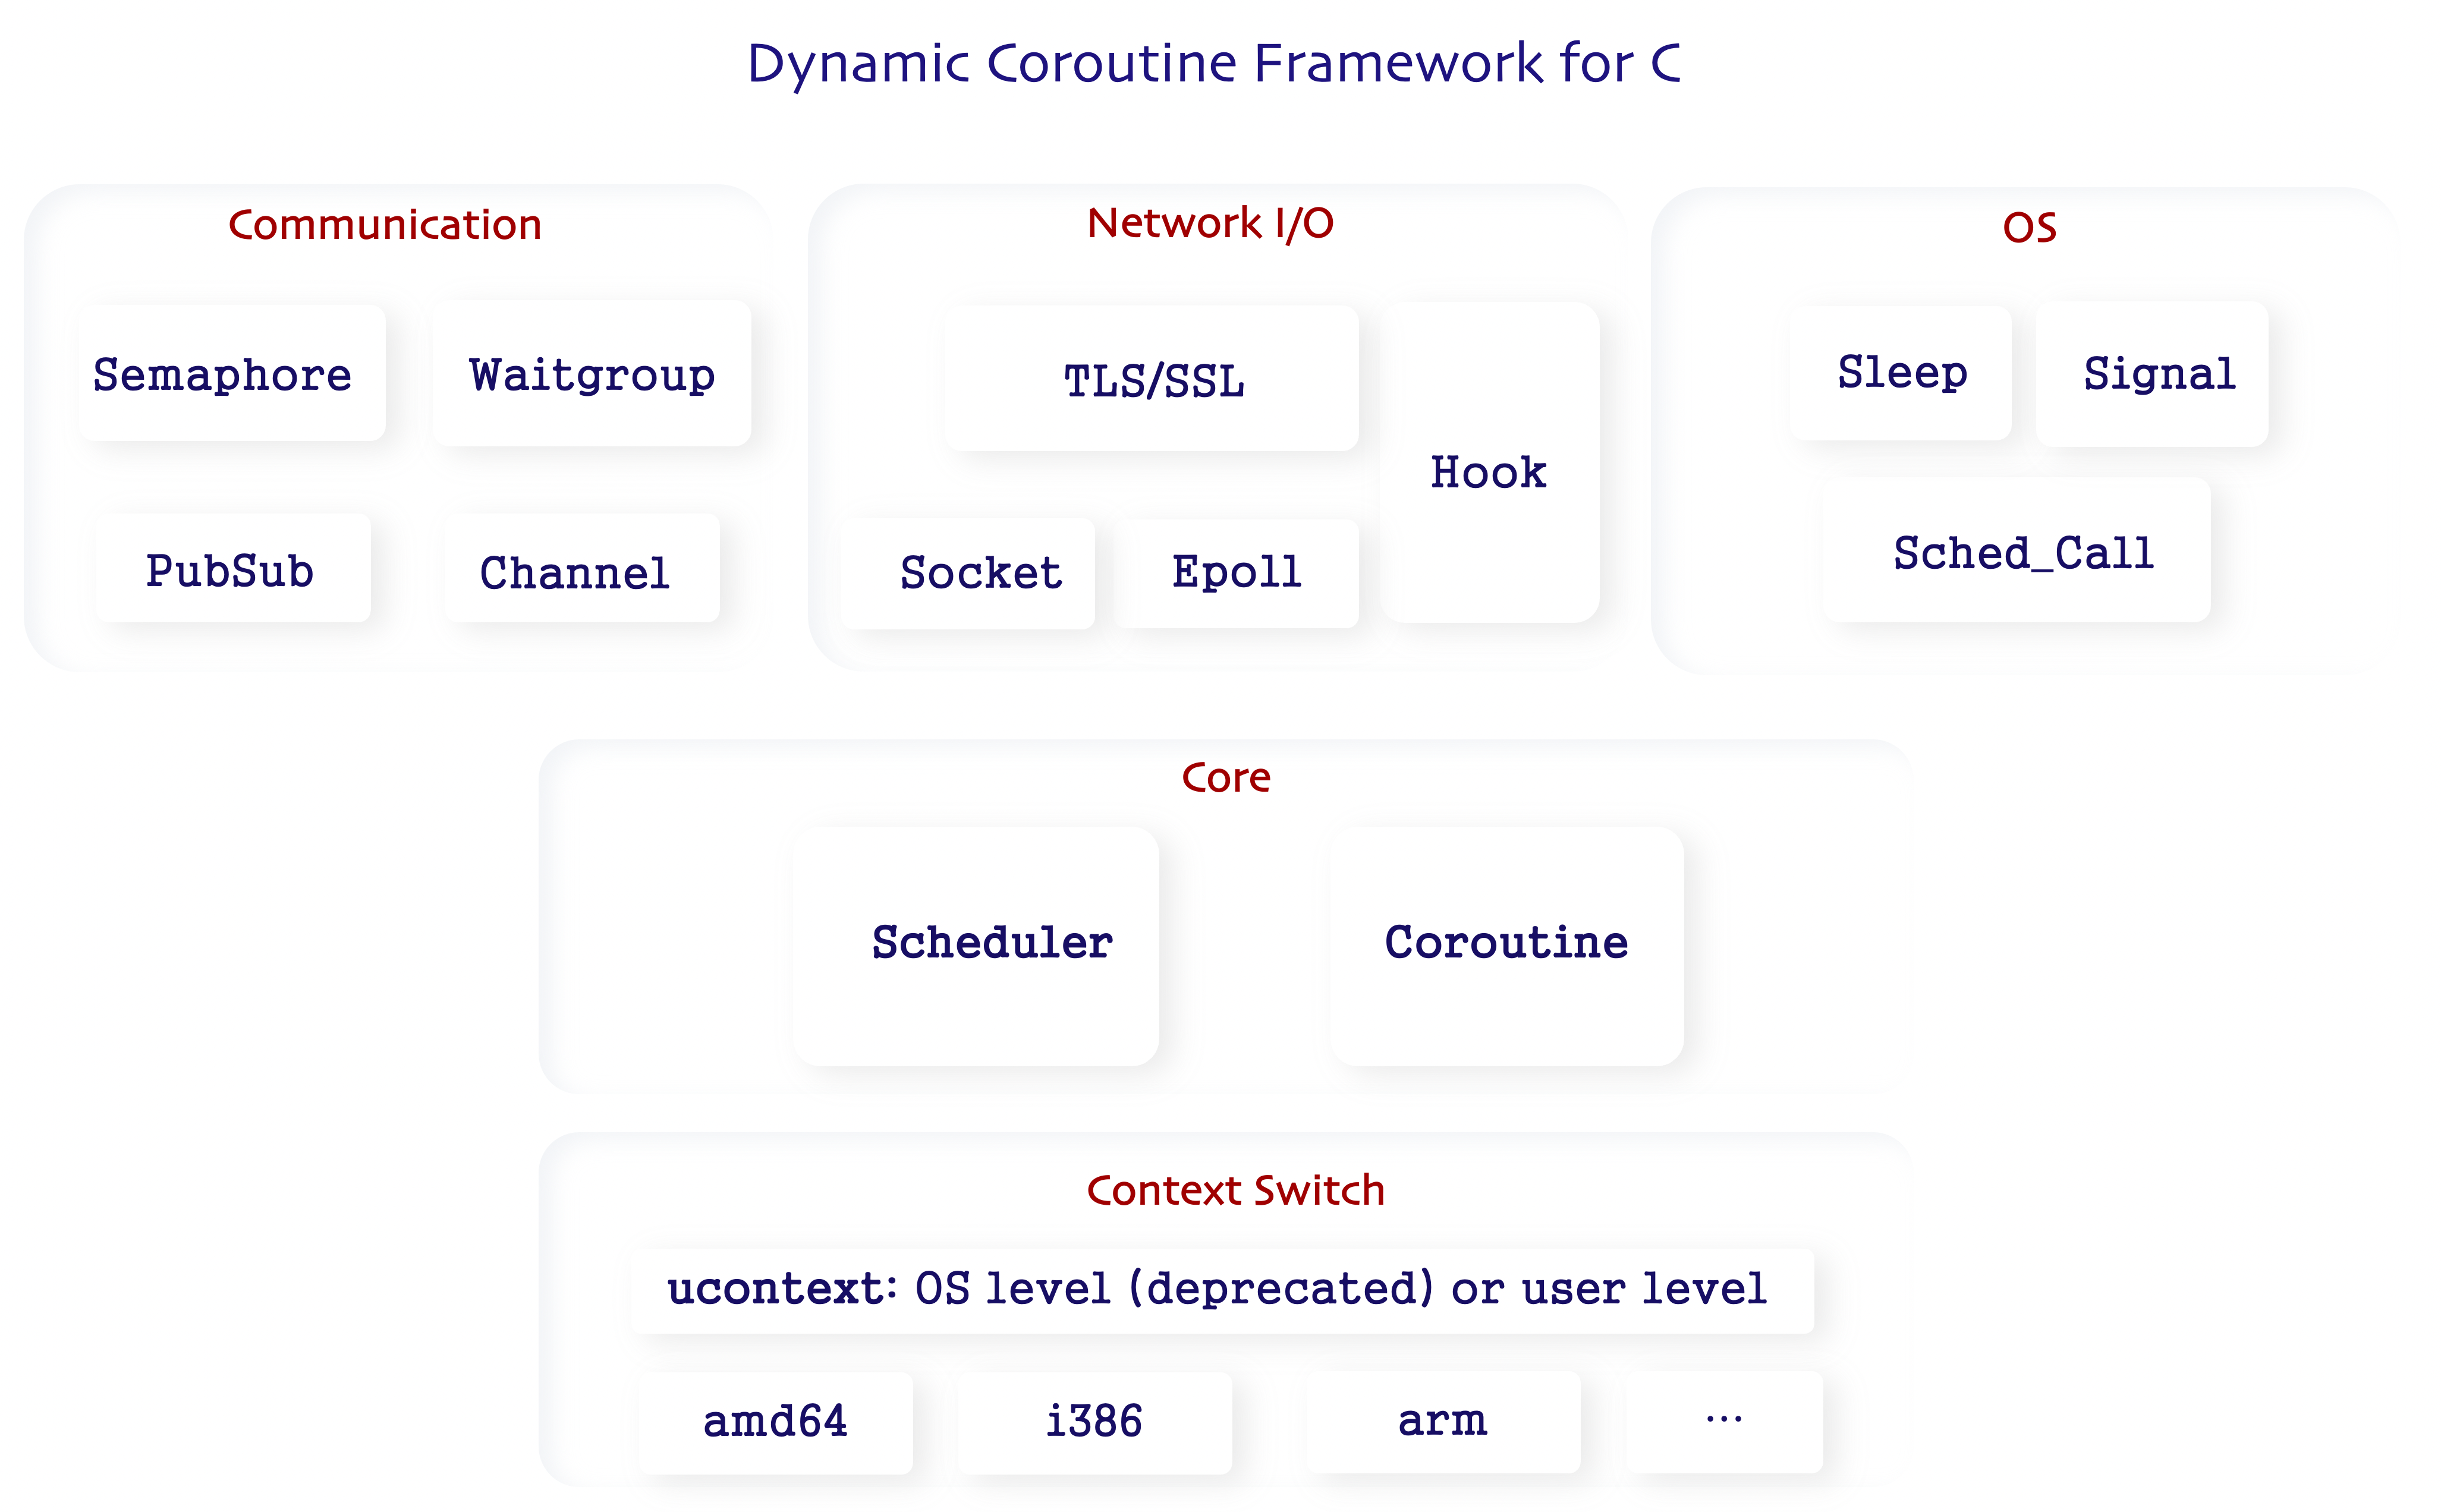 Dynamic Coroutine Framework for C
Communication
Semaphore
Waitgroup
PubSub
Channel
Network I/O
TLS/SSL
Hook
Socket
Epoll
OS
Sleep
Signal
Sched_Call
Core
Scheduler
Coroutine
Context Switch
ucontext: OS level (deprecated) or user level
amd64
i386
arm
...